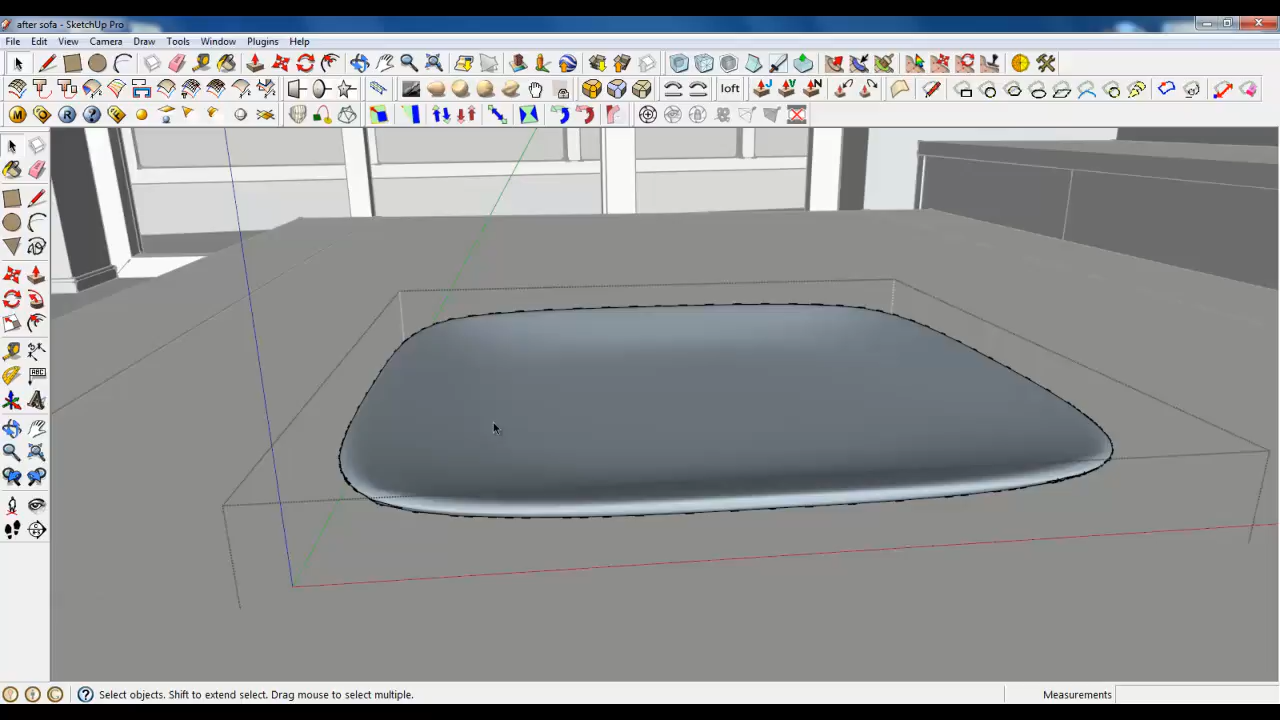 after sofa - SketchUp Pro
File Edit View Camera Draw Tools Window Plugins Help
loft
M R ?
ABC
? Select objects. Shift to extend select. Drag mouse to select multiple. Measurements